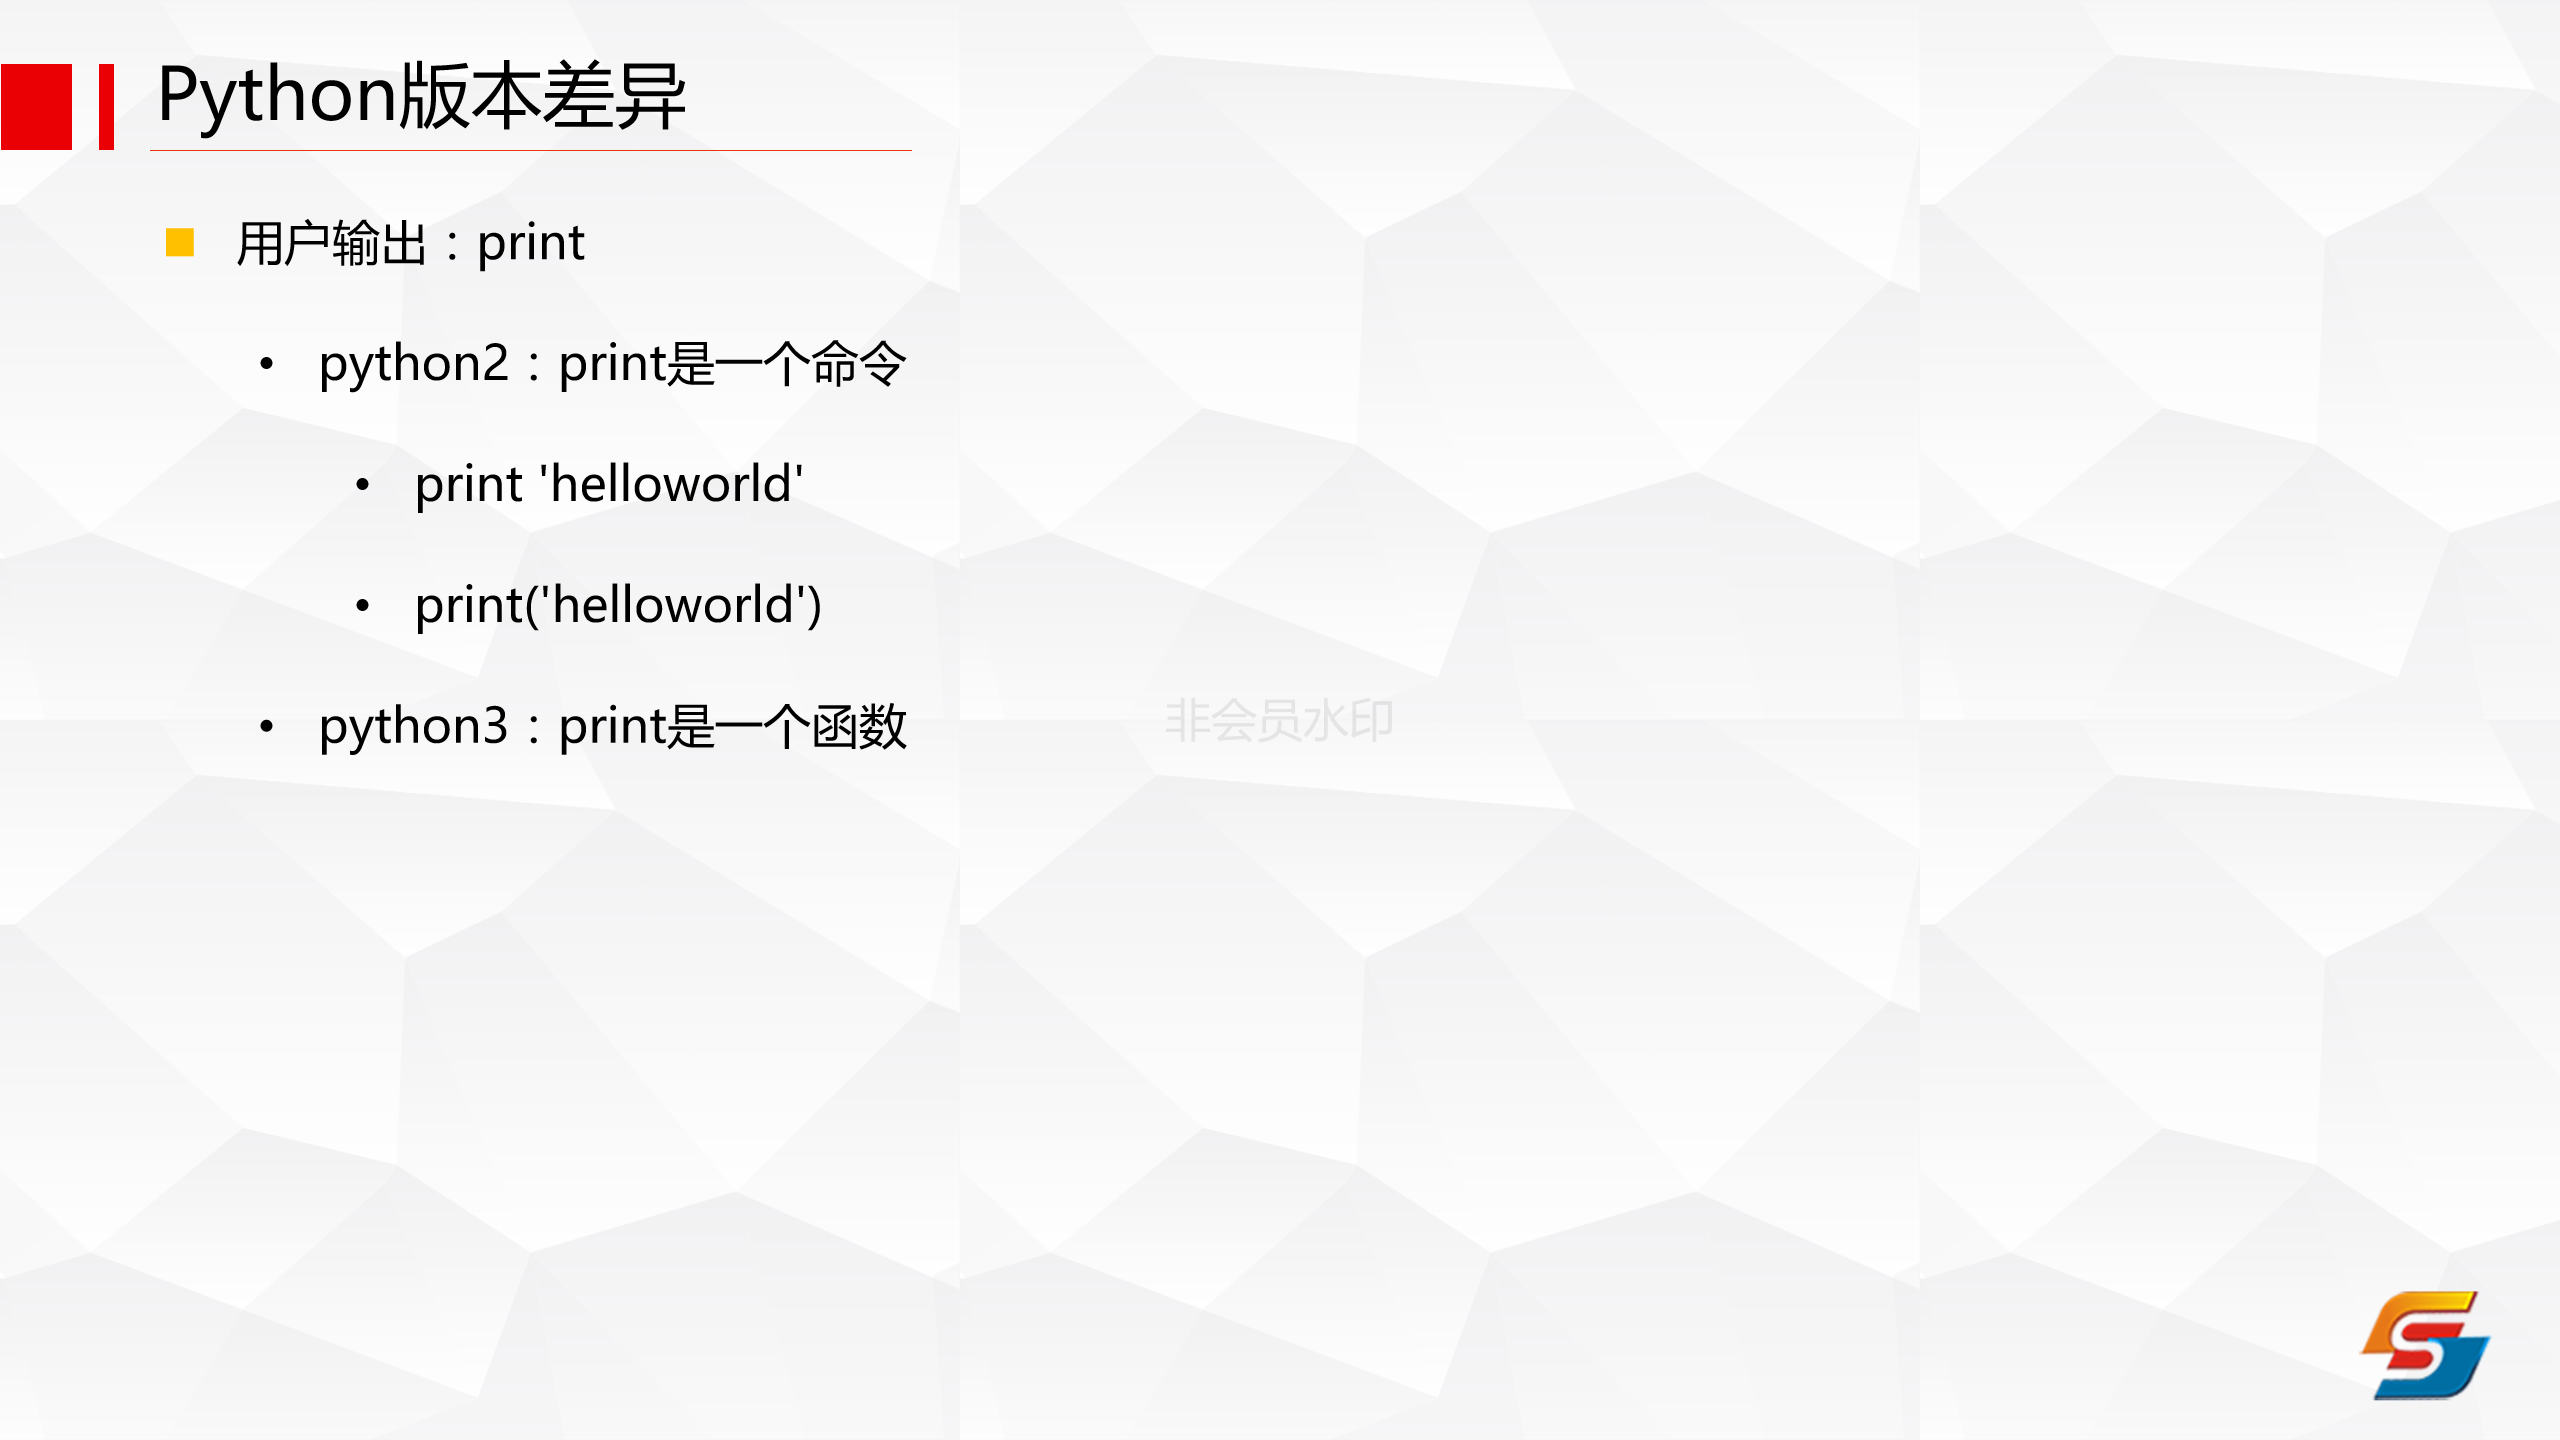 Python版本差异
用户输出：print
python2：print是一个命令
print 'helloworld'
print('helloworld')
python3：print是一个函数
非会员水印